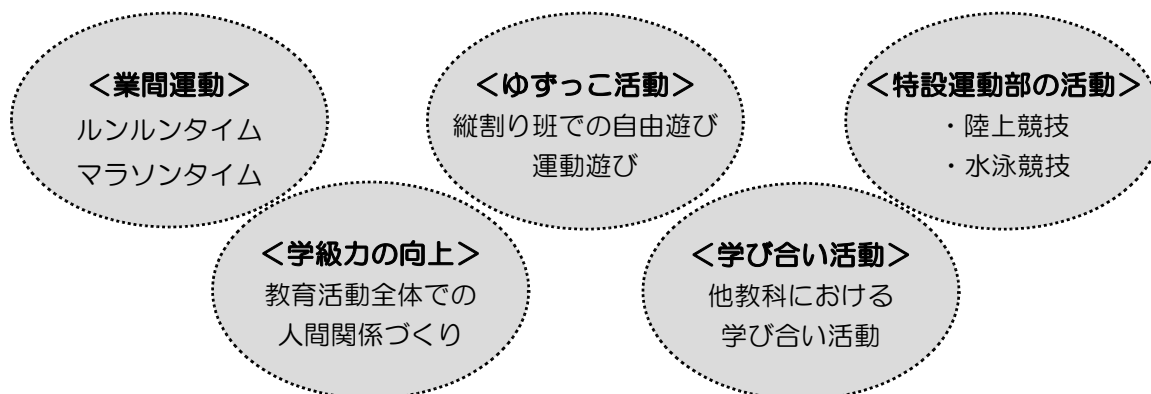 ＜業間運動＞
ルンルンタイム
マラソンタイム
＜ゆずっこ活動＞
縦割り班での自由遊び
運動遊び
＜特設運動部の活動＞
・陸上競技
・水泳競技
＜学級力の向上＞
教育活動全体での
人間関係づくり
＜学び合い活動＞
他教科における
学び合い活動